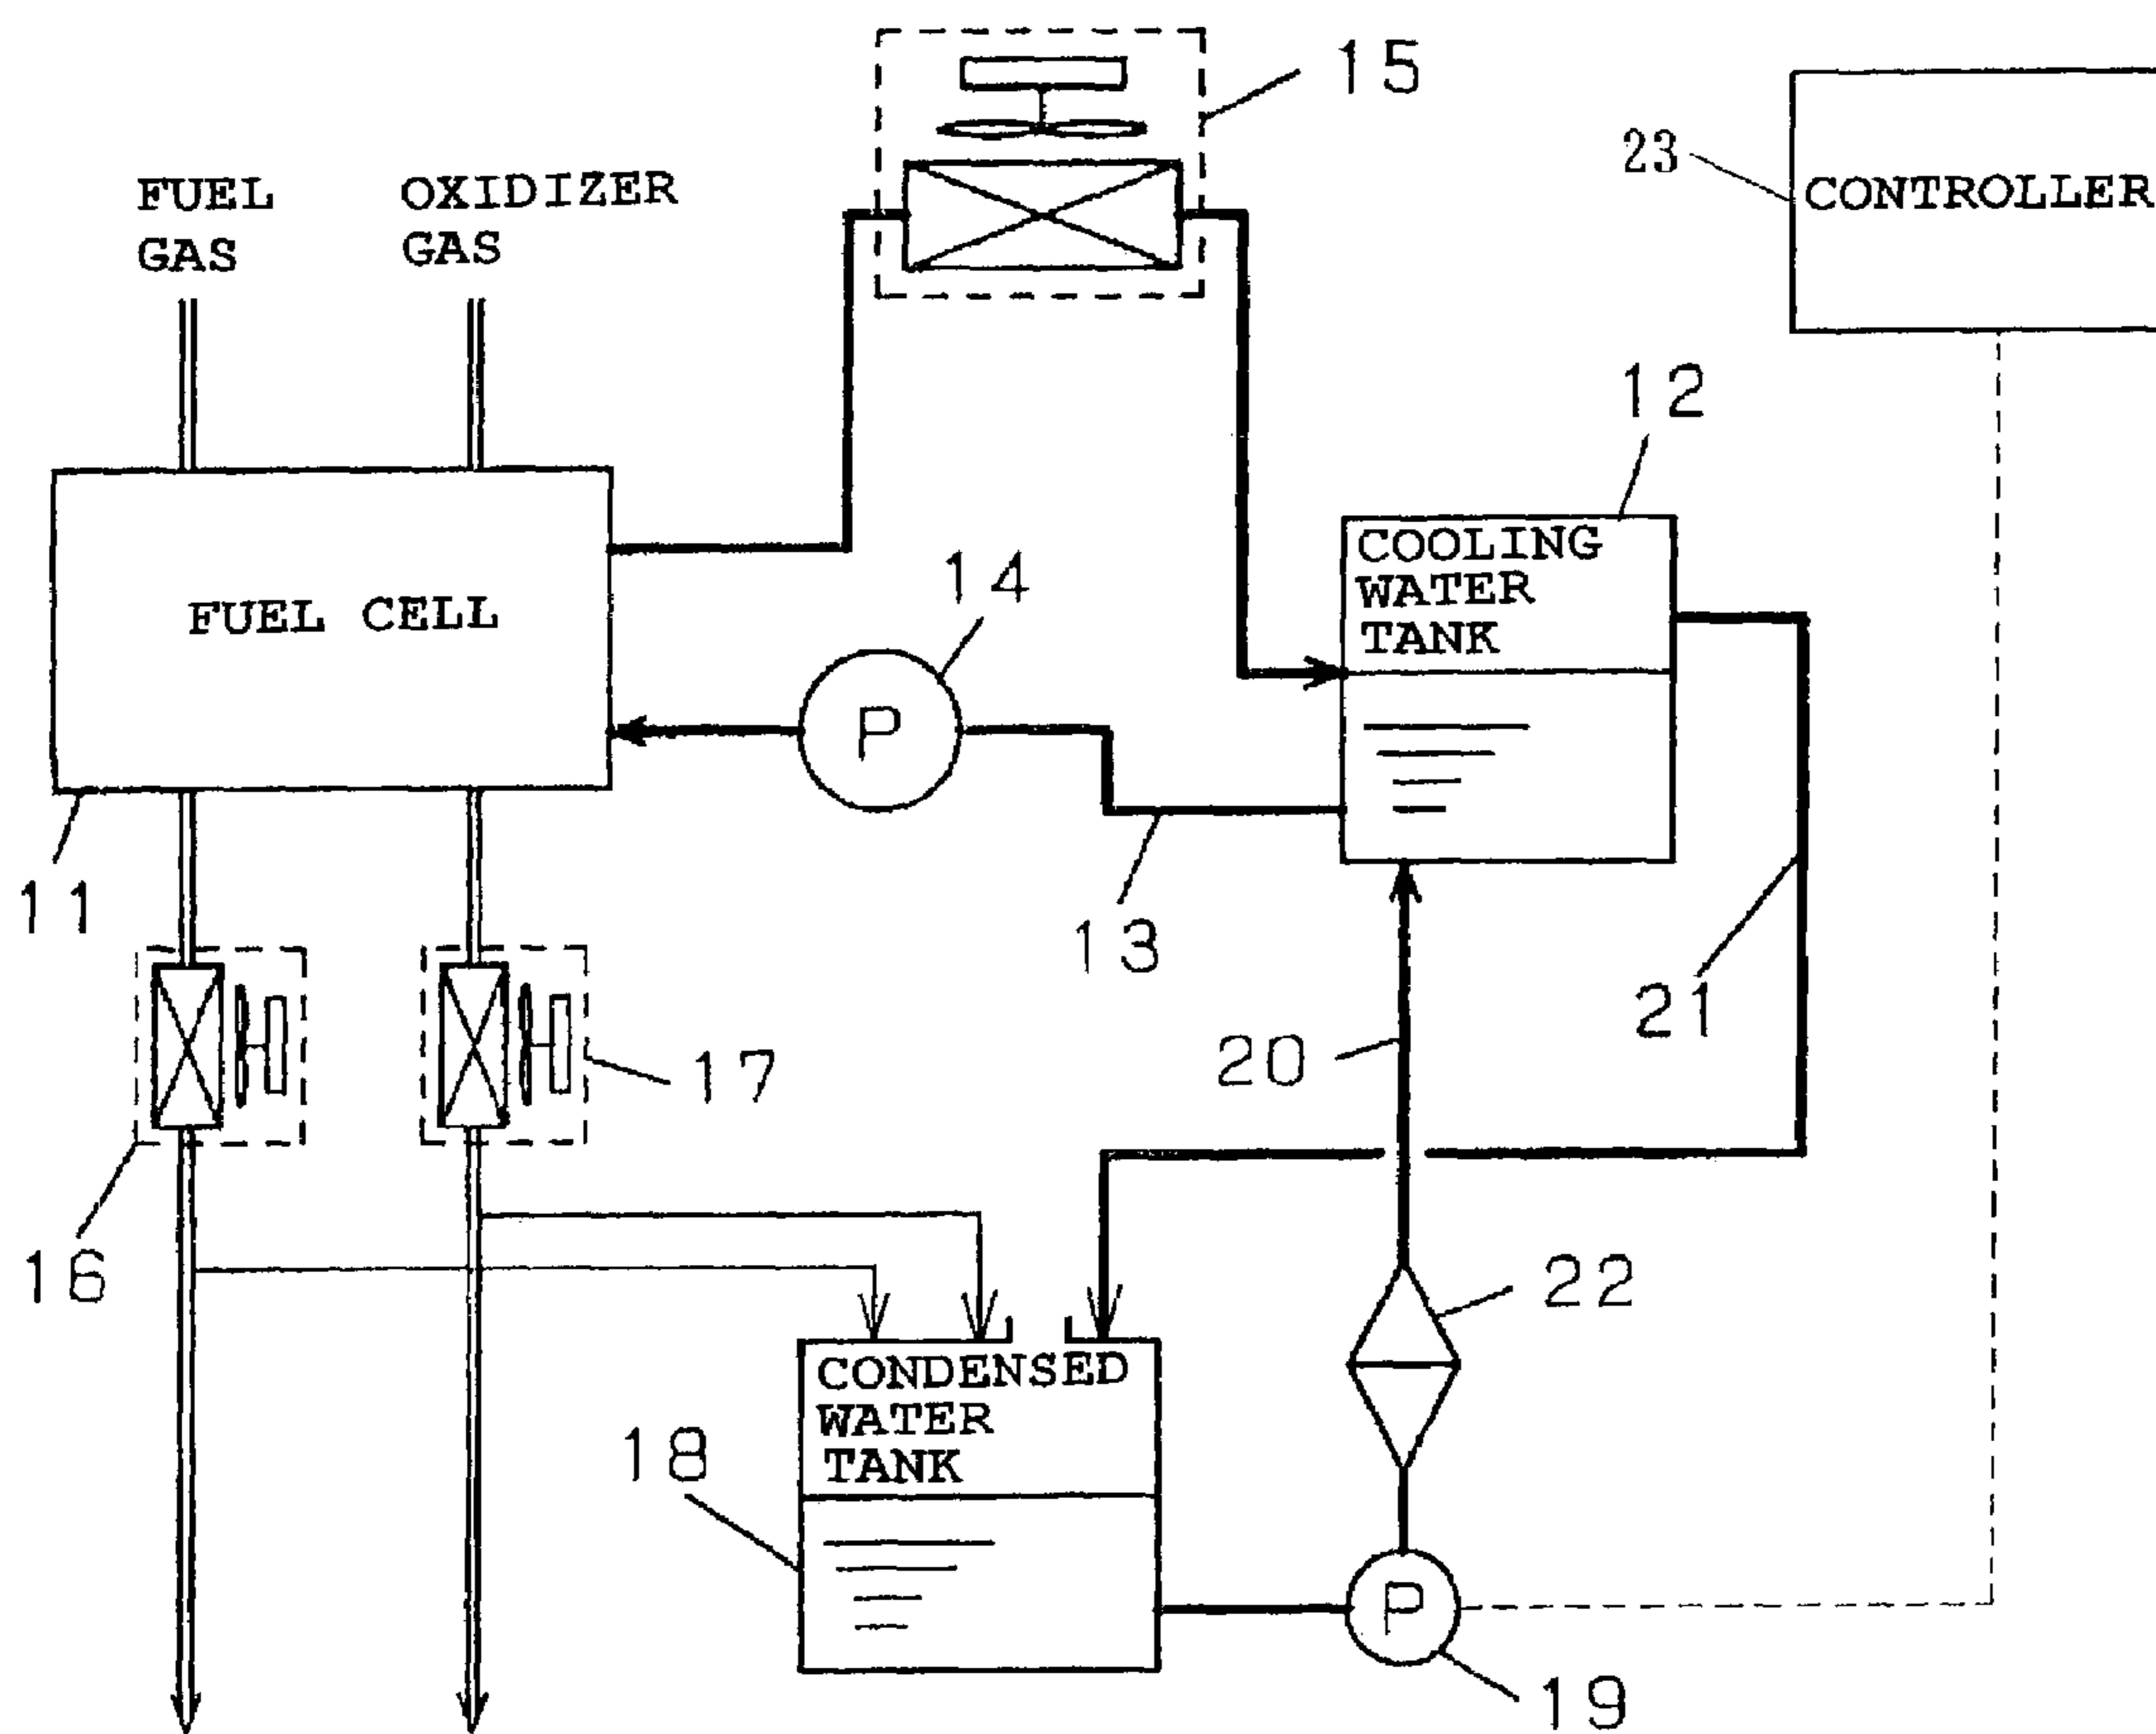 15
23
CONTROLLER
FUEL
GAS
OXIDIZER
GAS
12
COOLING
WATER
TANK
14
FUEL CELL
P
11
13
21
20
17
16
22
CONDENSED
WATER
TANK
18
P
19